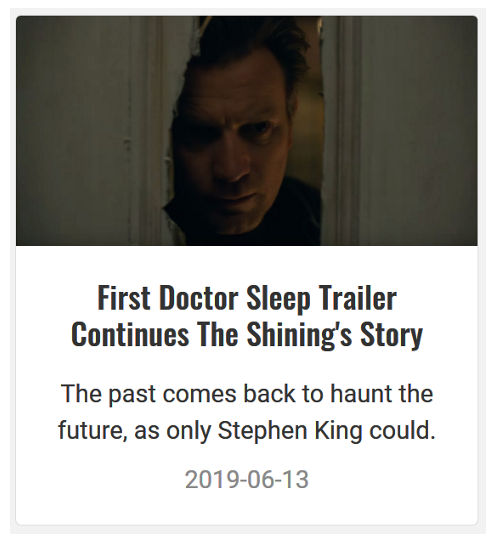 First Doctor Sleep Trailer
Continues The Shining's Story
The past comes back to haunt the
future, as only Stephen King could.
2019-06-13